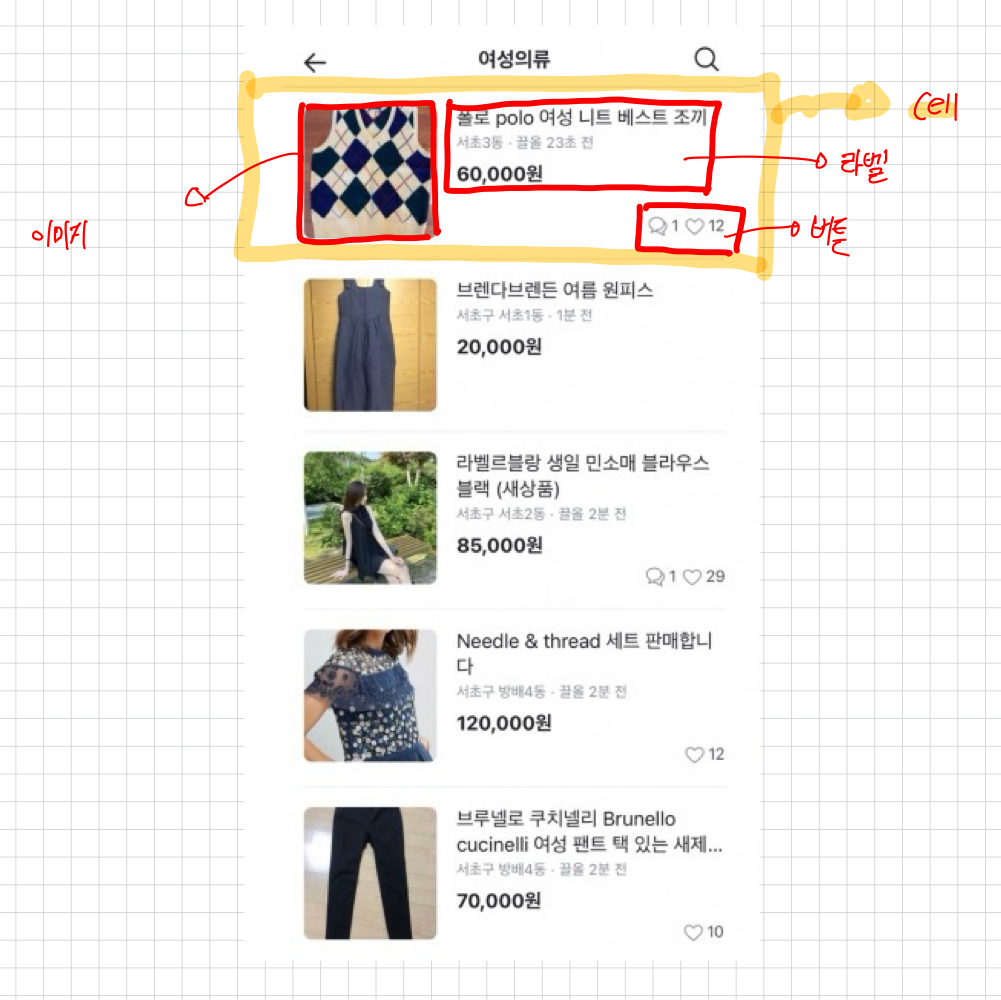 여성의류
Cell
폴로 polo 여성 니트 베스트 조끼
서초3동 · 끌올 23초 전
라벨
60,000원
이미지
1 12
버튼
브렌다브렌든 여름 원피스
서초구 서초1동 · 1분 전
20,000원
라벨르블랑 생일 민소매 블라우스
블랙 (새상품)
서초구 서초2동 · 끌올 2분 전
85,000원
1 29
Needle & thread 세트 판매합니
다
서초구 방배4동 · 끌올 2분 전
120,000원
12
브루넬로 쿠치넬리 Brunello
cucinelli 여성 팬트 택 있는 새제...
서초구 방배4동 · 끌올 2분 전
70,000원
10